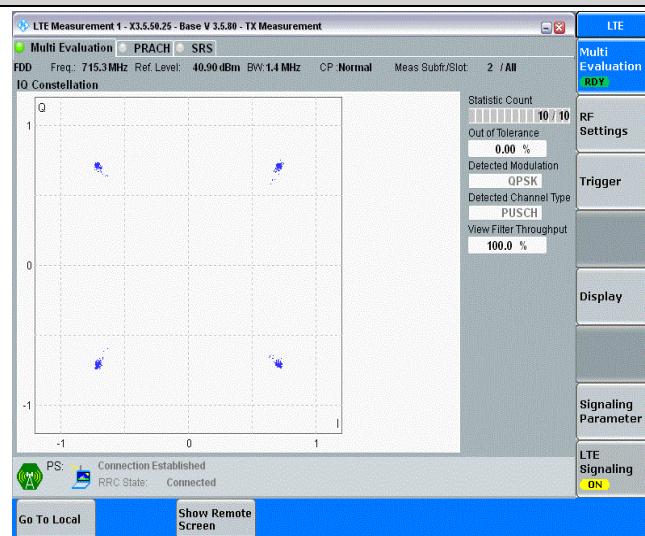 LTE Measurement 1 - X3.5.50.25 - Base V 3.5.80 - TX Measurement
LTE
Multi Evaluation PRACH SRS
FDD Freq.: 715.3 MHz Ref. Level: 40.90 dBm BW: 1.4 MHz CP : Normal Meas Subfr./Slot: 2 / All
IQ Constellation
Q
1
0
-1
-1 0 1
I
Statistic Count
10 / 10
Out of Tolerance
0.00 %
Detected Modulation
QPSK
Detected Channel Type
PUSCH
View Filter Throughput
100.0 %
Multi
Evaluation
RDY
RF
Settings
Trigger
Display
Signaling
Parameter
LTE
Signaling
ON
PS: Connection Established
RRC State: Connected
Go To Local
Show Remote
Screen